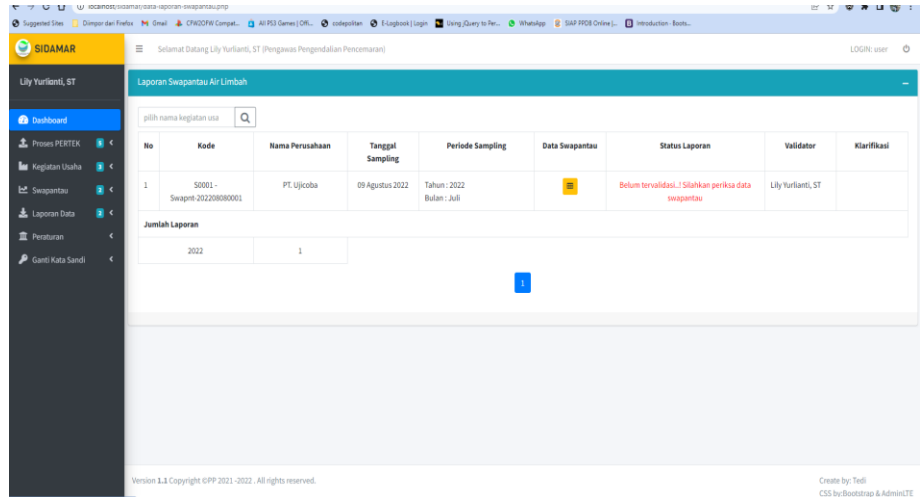 localhost/sidamar/data-laporan-swapantau.php
Suggested Sites Diimpor dari Firefox Gmail CFW2OFW Compat... All PS3 Games | Offi... codepolitan E-Logbook | Login Using jQuery to Per... WhatsApp SIAP PPDB Online |... Introduction · Boots...
SIDAMAR Selamat Datang Lily Yurlianti, ST (Pengawas Pengendalian Pencemaran) LOGIN: user
Lily Yurlianti, ST
Dashboard
Proses PERTEK
Kegiatan Usaha
Swapantau
Laporan Data
Peraturan
Ganti Kata Sandi
Laporan Swapantau Air Limbah
pilih nama kegiatan usa
No Kode Nama Perusahaan Tanggal Sampling Periode Sampling Data Swapantau Status Laporan Validator Klarifikasi
1 S0001 - Swapnt-202208080001 PT. Ujicoba 09 Agustus 2022 Tahun : 2022 Bulan : Juli Belum tervalidasi..! Silahkan periksa data swapantau Lily Yurlianti, ST
Jumlah Laporan
2022 1
1
Version 1.1 Copyright ©PP 2021 -2022 . All rights reserved.
Create by: Tedi
CSS by:Bootstrap & AdminLTE